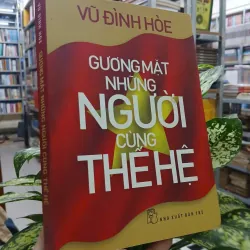 VŨ ĐÌNH HÒE
GƯƠNG MẶT
NHỮNG
NGƯỜI
CÙNG
THẾ HỆ
NHÀ XUẤT BẢN TRẺ